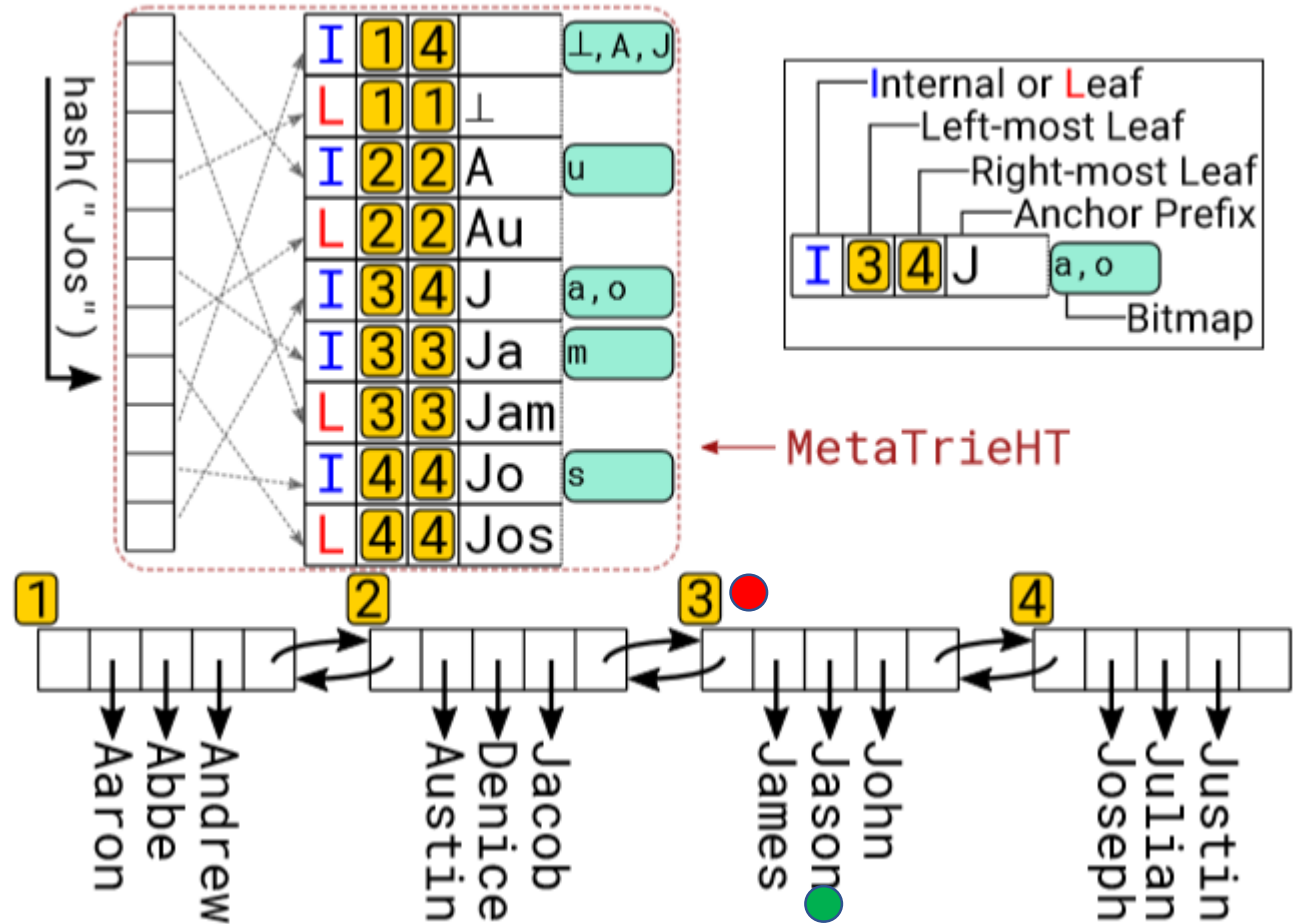 hash("Jos")
I 1 4 ⊥,A,J
L 1 1 ⊥
I 2 2 A u
L 2 2 Au
I 3 4 J a,o
I 3 3 Ja m
L 3 3 Jam
I 4 4 Jo s
L 4 4 Jos
Internal or Leaf
Left-most Leaf
Right-most Leaf
Anchor Prefix
I 3 4 J a,o
Bitmap
MetaTrieHT
1
2
3
4
Aaron
Abbe
Andrew
Austin
Denice
Jacob
James
Jason
John
Joseph
Julian
Justin